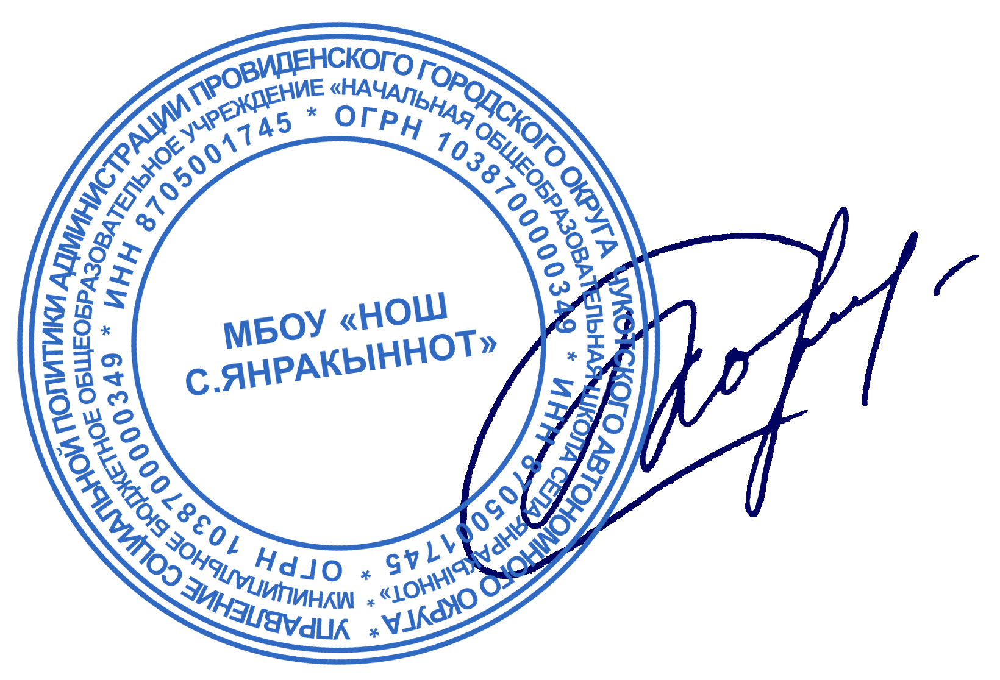 УПРАВЛЕНИЕ СОЦИАЛЬНОЙ ПОЛИТИКИ АДМИНИСТРАЦИИ ПРОВИДЕНСКОГО ГОРОДСКОГО ОКРУГА ЧУКОТСКОГО АВТОНОМНОГО ОКРУГА *
МУНИЦИПАЛЬНОЕ БЮДЖЕТНОЕ ОБЩЕОБРАЗОВАТЕЛЬНОЕ УЧРЕЖДЕНИЕ «НАЧАЛЬНАЯ ОБЩЕОБРАЗОВАТЕЛЬНАЯ ШКОЛА СЕЛА ЯНРАКЫННОТ» *
ОГРН 1038700000349 * ИНН 8705001745 * ОГРН 1038700000349 * ИНН 8705001745 *
МБОУ «НОШ
С.ЯНРАКЫННОТ»